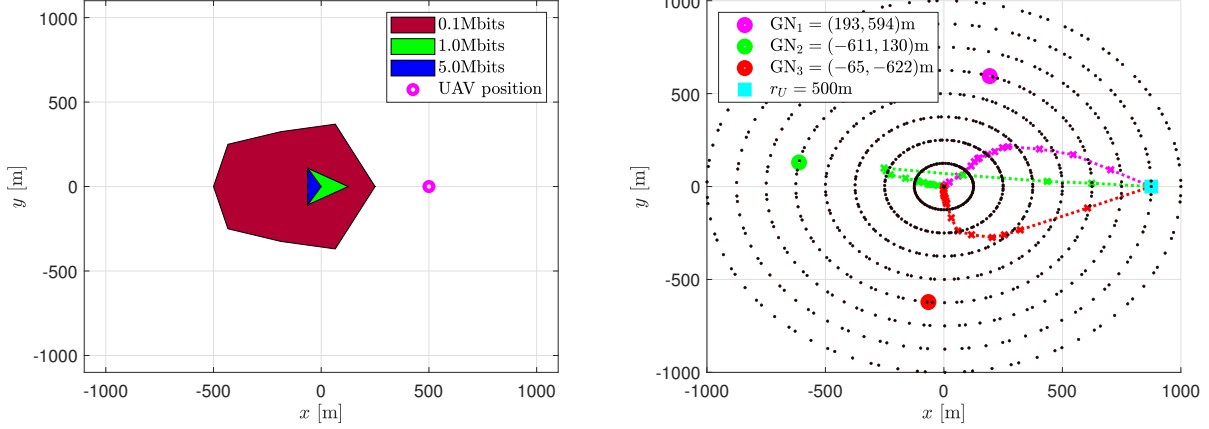 1000
500
0
-500
-1000
-1000
-500
0
500
1000
x [m]
y [m]
0.1Mbits
1.0Mbits
5.0Mbits
UAV position
1000
500
0
-500
-1000
-1000
-500
0
500
1000
x [m]
y [m]
GN₁ = (193, 594)m
GN₂ = (−611, 130)m
GN₃ = (−65, −622)m
r_U = 500m